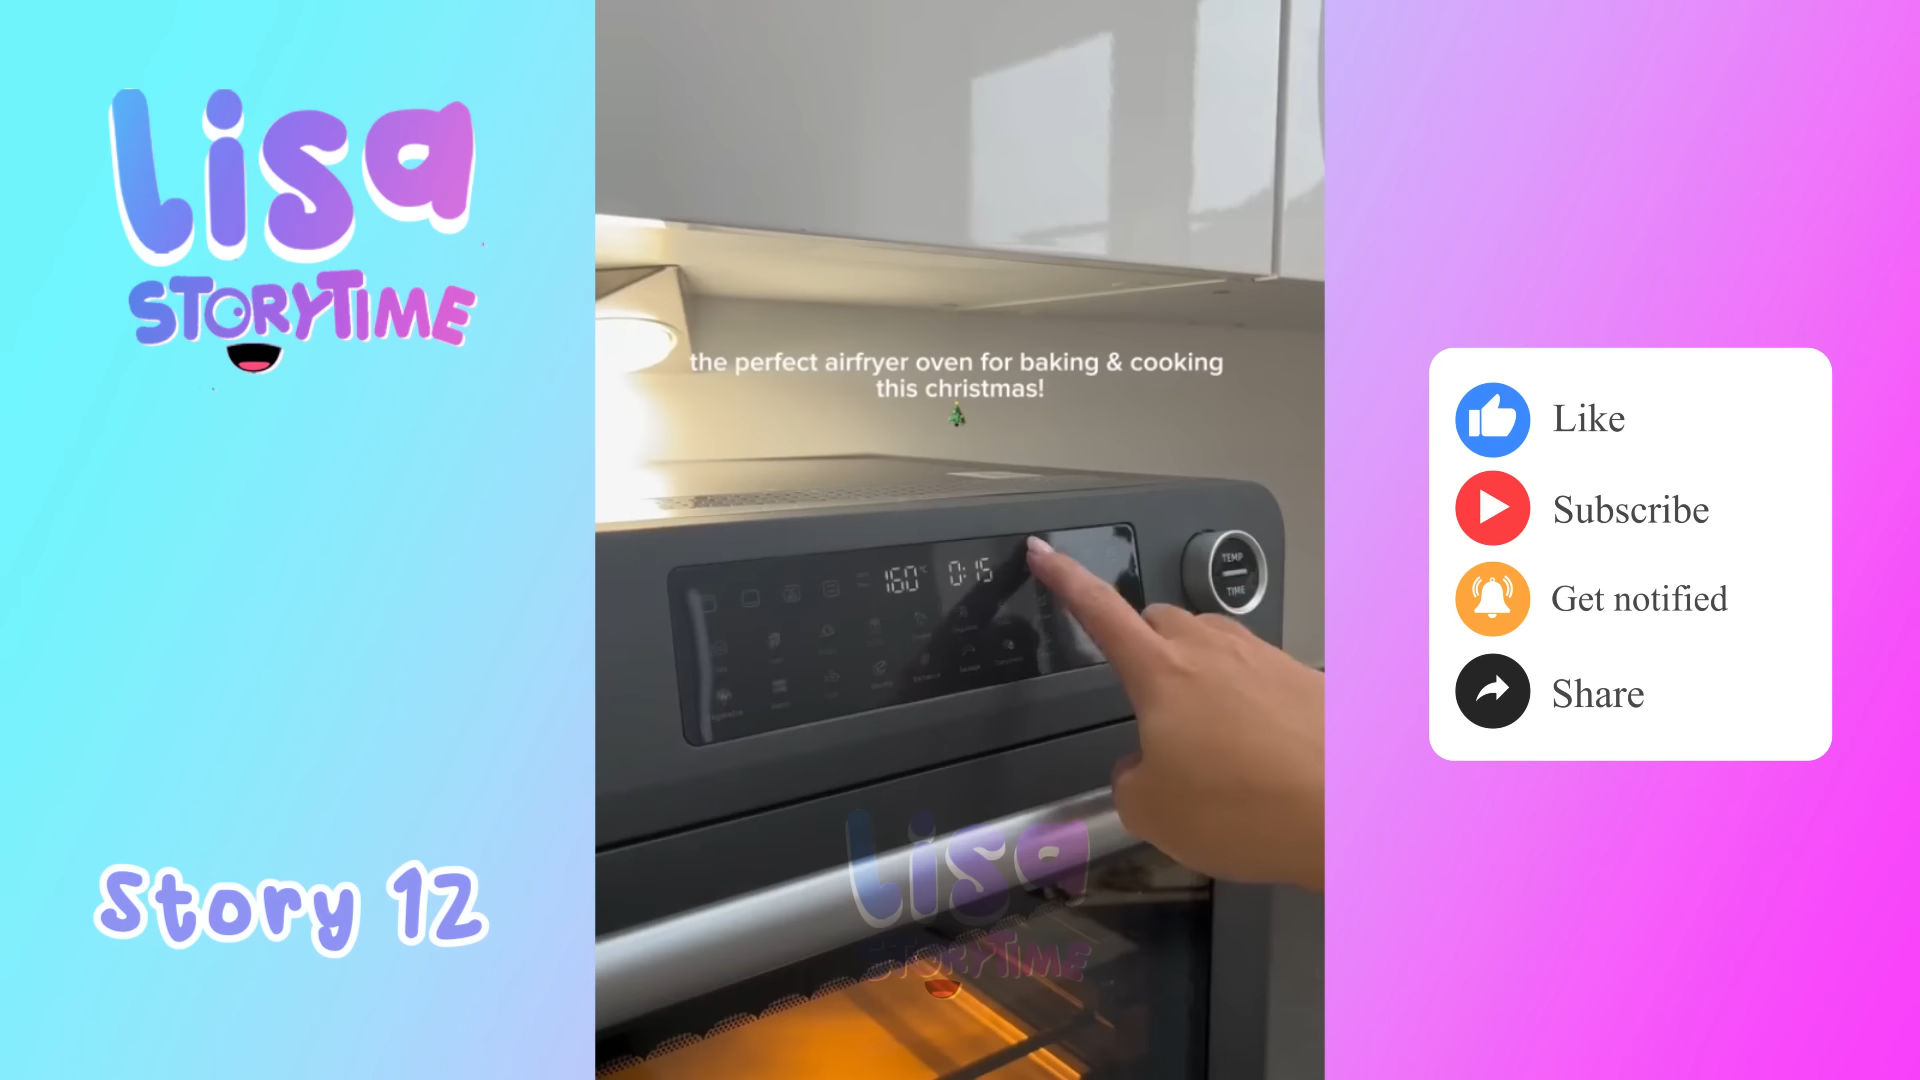 Lisa
STORYTIME
Story 12
the perfect airfryer oven for baking & cooking
this christmas!
160°C 0:15
TEMP
TIME
Lisa
STORYTIME
Like
Subscribe
Get notified
Share